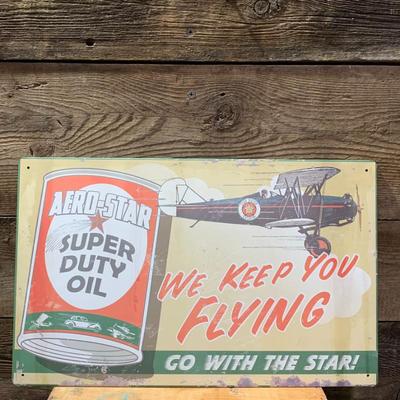 AERO-STAR
SUPER
DUTY
OIL
WE KEEP YOU
FLYING
GO WITH THE STAR!